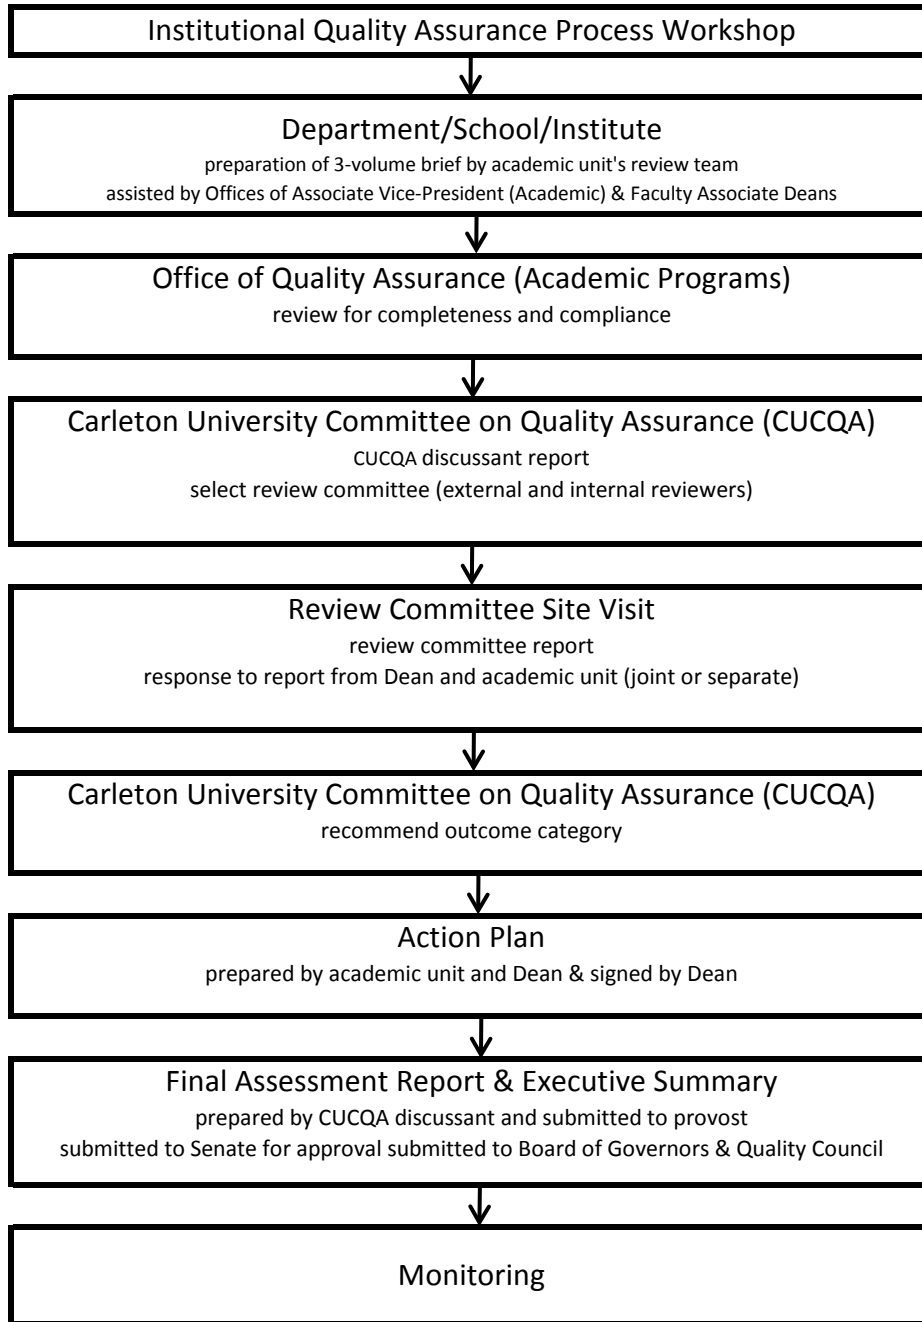 Institutional Quality Assurance Process Workshop
Department/School/Institute
preparation of 3-volume brief by academic unit's review team
assisted by Offices of Associate Vice-President (Academic) & Faculty Associate Deans
Office of Quality Assurance (Academic Programs)
review for completeness and compliance
Carleton University Committee on Quality Assurance (CUCQA)
CUCQA discussant report
select review committee (external and internal reviewers)
Review Committee Site Visit
review committee report
response to report from Dean and academic unit (joint or separate)
Carleton University Committee on Quality Assurance (CUCQA)
recommend outcome category
Action Plan
prepared by academic unit and Dean & signed by Dean
Final Assessment Report & Executive Summary
prepared by CUCQA discussant and submitted to provost
submitted to Senate for approval submitted to Board of Governors & Quality Council
Monitoring